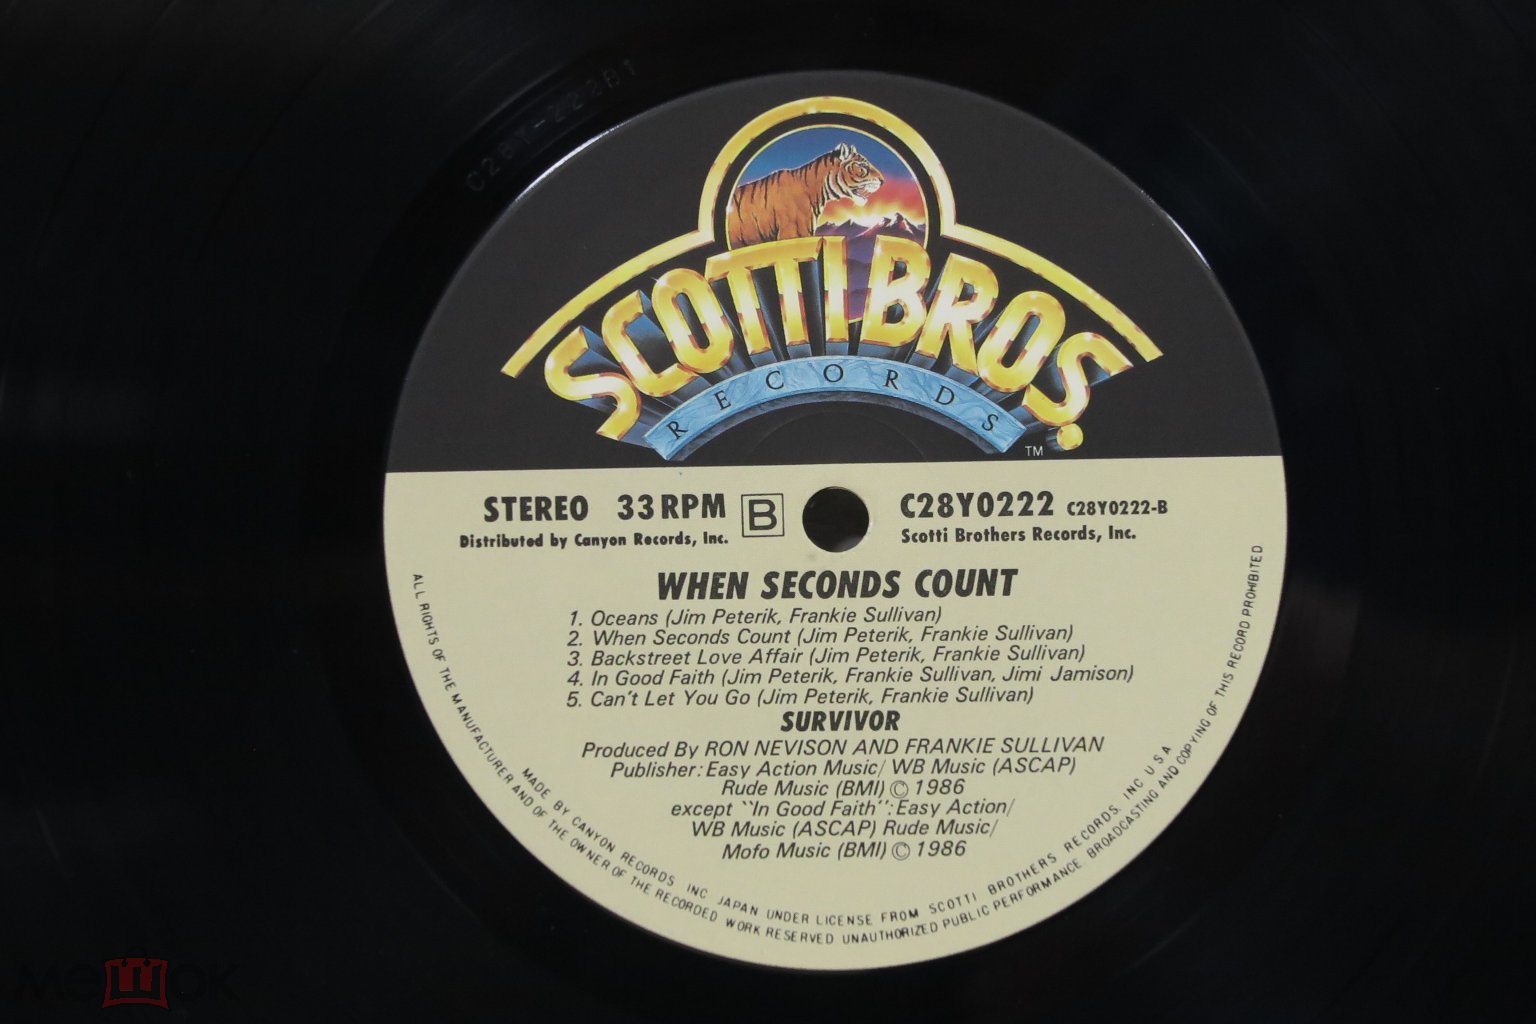 C28Y-222B1
SCOTTI BROS.
RECORDS
TM
STEREO 33 RPM B C28Y0222 C28Y0222-B
Distributed by Canyon Records, Inc. Scotti Brothers Records, Inc.
WHEN SECONDS COUNT
1. Oceans (Jim Peterik, Frankie Sullivan)
2. When Seconds Count (Jim Peterik, Frankie Sullivan)
3. Backstreet Love Affair (Jim Peterik, Frankie Sullivan)
4. In Good Faith (Jim Peterik, Frankie Sullivan, Jimi Jamison)
5. Can't Let You Go (Jim Peterik, Frankie Sullivan)
SURVIVOR
Produced By RON NEVISON AND FRANKIE SULLIVAN
Publisher: Easy Action Music/ WB Music (ASCAP)
Rude Music (BMI) © 1986
except "In Good Faith": Easy Action/
WB Music (ASCAP) Rude Music/
Mofo Music (BMI) © 1986
MADE BY CANYON RECORDS INC JAPAN UNDER LICENSE FROM SCOTTI BROTHERS RECORDS, INC U.S.A
ALL RIGHTS OF THE MANUFACTURER AND OF THE OWNER OF THE RECORDED WORK RESERVED UNAUTHORIZED PUBLIC PERFORMANCE BROADCASTING AND COPYING OF THIS RECORD PROHIBITED
мешок